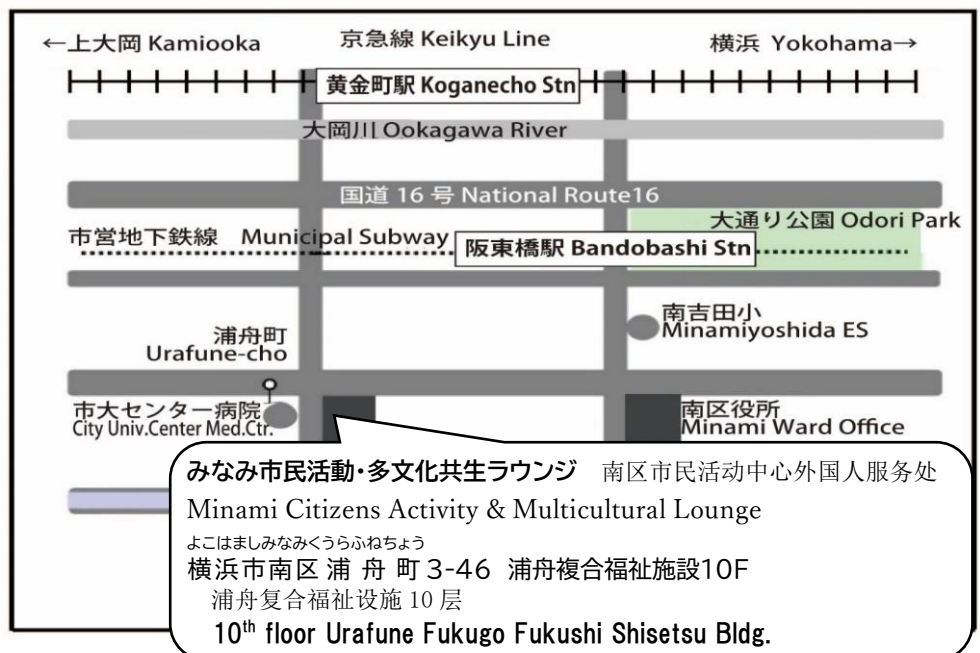 ←上大岡 Kamiooka 京急線 Keikyu Line 横浜 Yokohama→
黄金町駅 Koganecho Stn
大岡川 Ookagawa River
国道 16 号 National Route16
大通り公園 Odori Park
市営地下鉄線 Municipal Subway
阪東橋駅 Bandobashi Stn
南吉田小
Minamiyoshida ES
浦舟町
Urafune-cho
市大センター病院
City Univ.Center Med.Ctr.
南区役所
Minami Ward Office
みなみ市民活動・多文化共生ラウンジ 南区市民活动中心外国人服务处
Minami Citizens Activity & Multicultural Lounge
よこはましみなみくうらふねちょう
横浜市南区 浦 舟 町 3-46 浦舟複合福祉施設10F
浦舟复合福祉设施 10 层
10th floor Urafune Fukugo Fukushi Shisetsu Bldg.